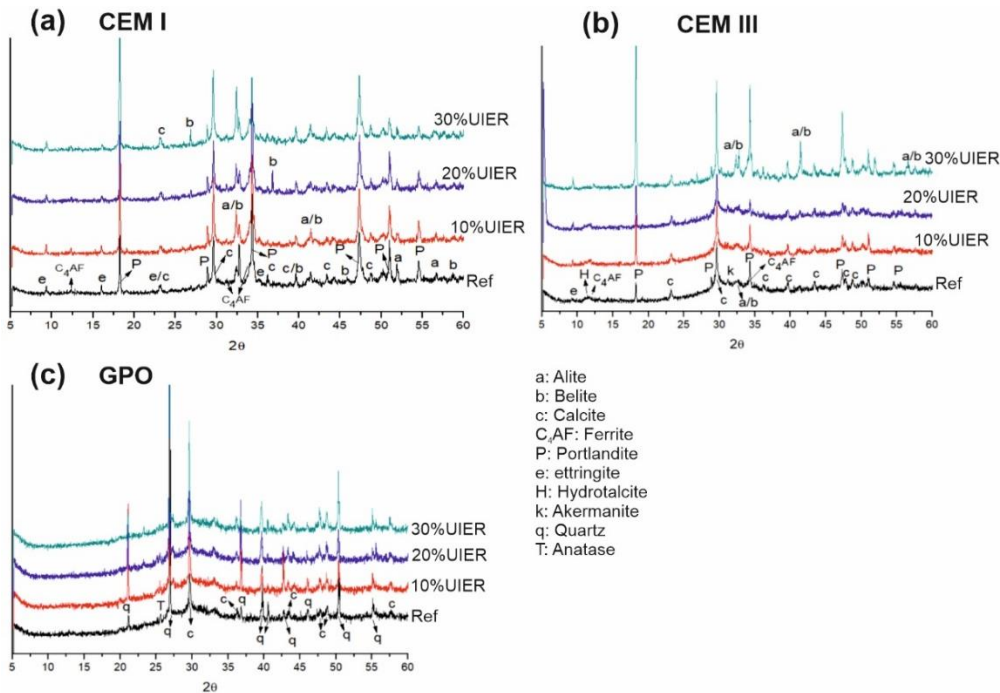 (a) CEM I
30%UIER
20%UIER
10%UIER
Ref
P
c
b
P
P
b
a/b
a/b
P
c
P
P
P
P
a
e
C₄AF
P
e
e/c
C₄AF
e
c
c/b
b
c
a
b
5 10 15 20 25 30 35 40 45 50 55 60
2θ
(b) CEM III
a/b
a/b
a/b
30%UIER
20%UIER
10%UIER
Ref
H
C₄AF
e
P
c
P
k
P
C₄AF
c
a/b
c
c
c
P
c
c
P
P
5 10 15 20 25 30 35 40 45 50 55 60
2θ
(c) GPO
30%UIER
20%UIER
10%UIER
Ref
q
T
q
c
c
q
q
c
q
q
c
q
q
c
5 10 15 20 25 30 35 40 45 50 55 60
2θ
a: Alite
b: Belite
c: Calcite
C₄AF: Ferrite
P: Portlandite
e: ettringite
H: Hydrotalcite
k: Akermanite
q: Quartz
T: Anatase